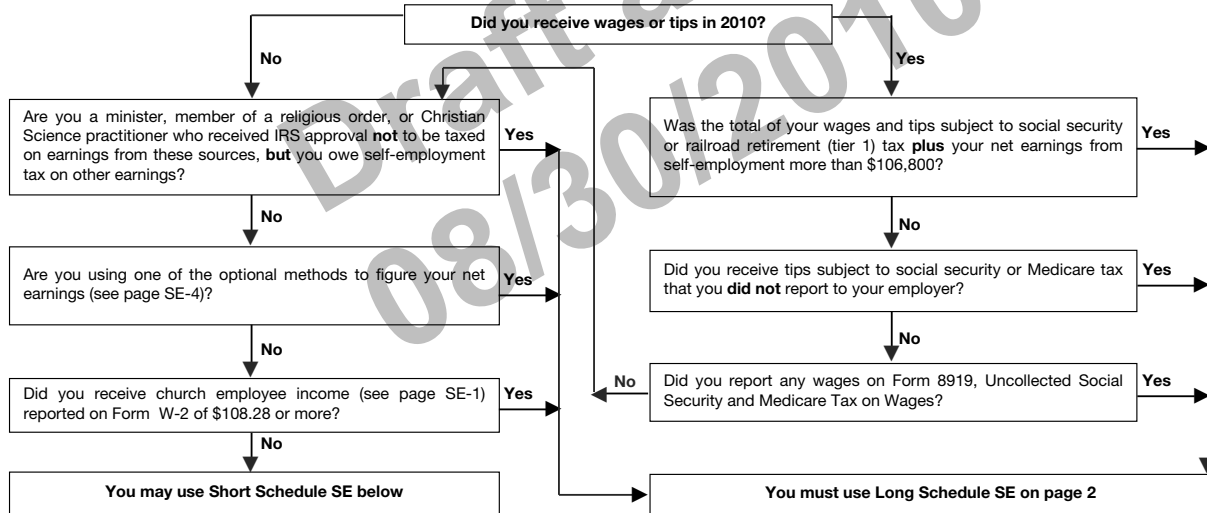 Did you receive wages or tips in 2010?
No
Yes
Are you a minister, member of a religious order, or Christian
Science practitioner who received IRS approval not to be taxed
on earnings from these sources, but you owe self-employment
tax on other earnings?
Yes
Was the total of your wages and tips subject to social security
or railroad retirement (tier 1) tax plus your net earnings from
self-employment more than $106,800?
Yes
No
No
Are you using one of the optional methods to figure your net
earnings (see page SE-4)?
Yes
Did you receive tips subject to social security or Medicare tax
that you did not report to your employer?
Yes
No
No
Did you receive church employee income (see page SE-1)
reported on Form W-2 of $108.28 or more?
Yes
No
Did you report any wages on Form 8919, Uncollected Social
Security and Medicare Tax on Wages?
Yes
No
You may use Short Schedule SE below
You must use Long Schedule SE on page 2
Draft a
08/30/2010